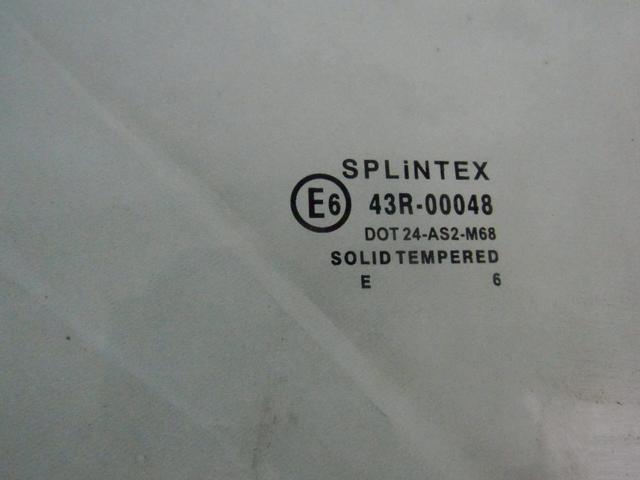 SPLiNTEX
E6 43R-00048
DOT 24-AS2-M68
SOLID TEMPERED
E 6